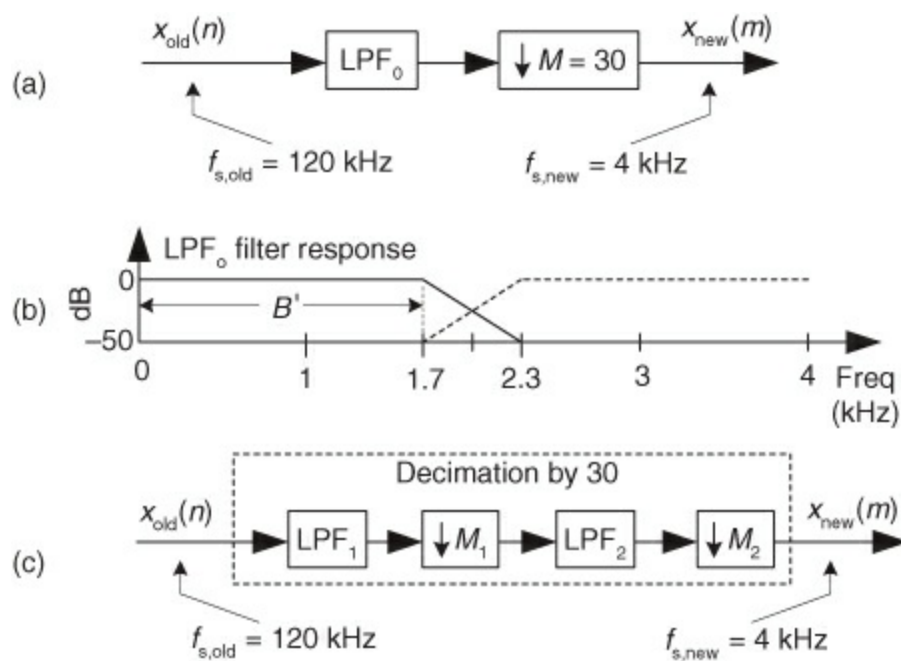 (a)
x_old(n)
LPF_0
↓ M = 30
x_new(m)
f_s,old = 120 kHz
f_s,new = 4 kHz
(b)
LPF_o filter response
dB
0
–50
B'
0
1
1.7
2.3
3
4
Freq
(kHz)
(c)
Decimation by 30
x_old(n)
LPF_1
↓ M_1
LPF_2
↓ M_2
x_new(m)
f_s,old = 120 kHz
f_s,new = 4 kHz